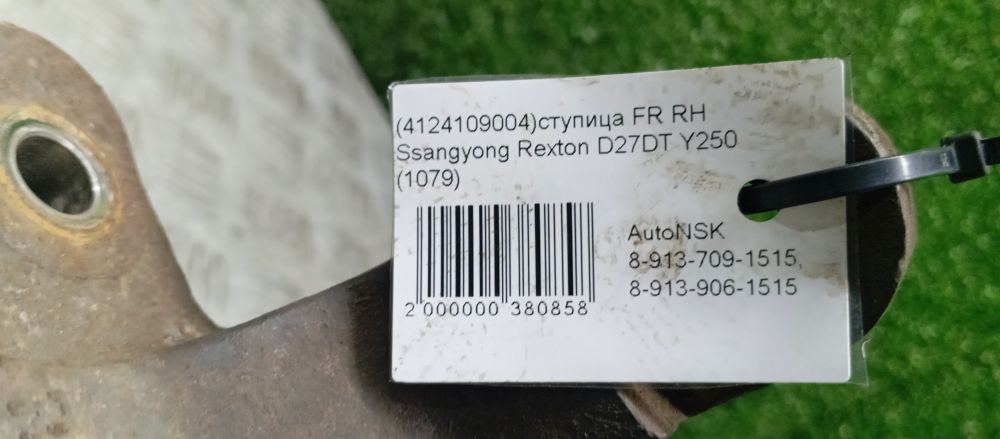 (4124109004)ступица FR RH
Ssangyong Rexton D27DT Y250
(1079)
AutoNSK
8-913-709-1515,
8-913-906-1515
2 000000 380858